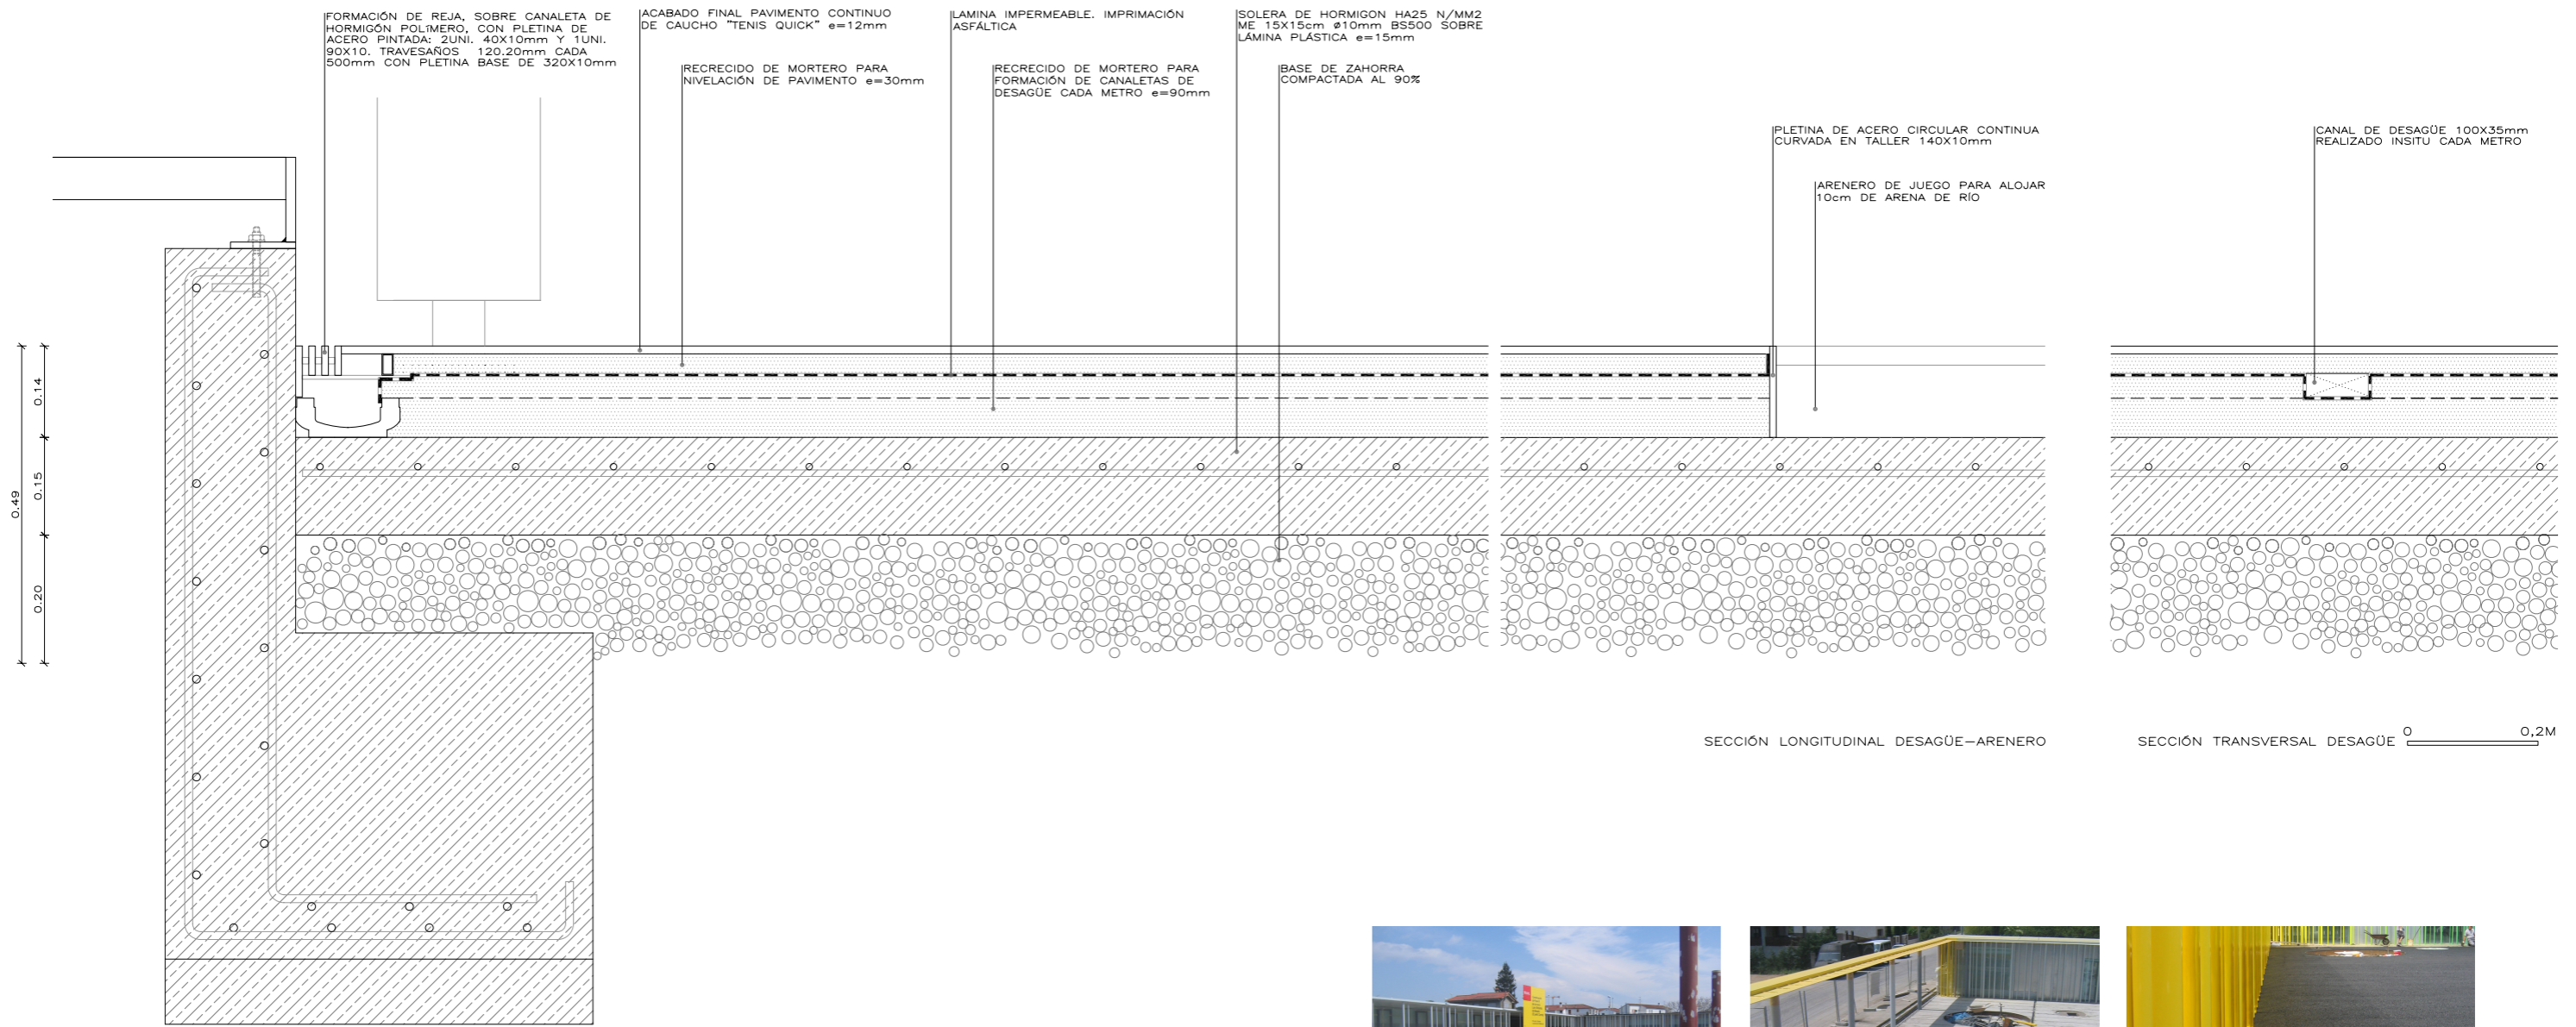 FORMACIÓN DE REJA, SOBRE CANALETA DE
HORMIGÓN POLIMERO, CON PLETINA DE
ACERO PINTADA: 2UNI. 40X10mm Y 1UNI.
90X10. TRAVESAÑOS 120.20mm CADA
500mm CON PLETINA BASE DE 320X10mm
ACABADO FINAL PAVIMENTO CONTINUO
DE CAUCHO "TENIS QUICK" e=12mm
RECRECIDO DE MORTERO PARA
NIVELACIÓN DE PAVIMENTO e=30mm
LAMINA IMPERMEABLE. IMPRIMACIÓN
ASFÁLTICA
RECRECIDO DE MORTERO PARA
FORMACIÓN DE CANALETAS DE
DESAGÜE CADA METRO e=90mm
SOLERA DE HORMIGON HA25 N/MM2
ME 15X15cm ø10mm BS500 SOBRE
LÁMINA PLÁSTICA e=15mm
BASE DE ZAHORRA
COMPACTADA AL 90%
PLETINA DE ACERO CIRCULAR CONTINUA
CURVADA EN TALLER 140X10mm
ARENERO DE JUEGO PARA ALOJAR
10cm DE ARENA DE RÍO
CANAL DE DESAGÜE 100X35mm
REALIZADO INSITU CADA METRO
0.14
0.49
0.15
0.20
SECCIÓN LONGITUDINAL DESAGÜE-ARENERO
SECCIÓN TRANSVERSAL DESAGÜE
0 0,2M